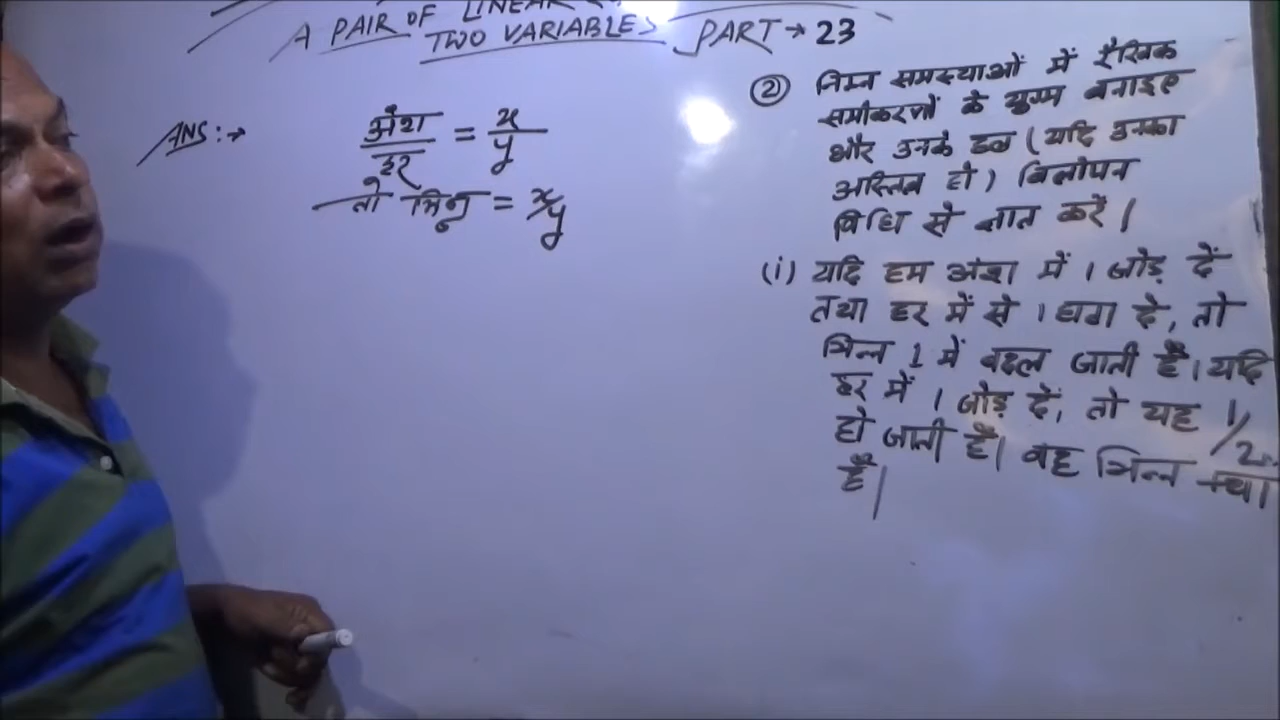 A PAIR OF LINEAR
TWO VARIABLES PART → 23
ANS :→
अंश / हर = x / y
तो भिन्न = x/y
② निम्न समस्याओं में रैखिक
समीकरणों के युग्म बनाइए
और उनके हल (यदि उनका
अस्तित्व हो) विलोपन
विधि से ज्ञात करें।
(i) यदि हम अंश में 1 जोड़ दें
तथा हर में से 1 घटा दे, तो
भिन्न 1 में बदल जाती है। यदि
हर में 1 जोड़ दें, तो यह 1/2
हो जाती है। वह भिन्न क्या
है।